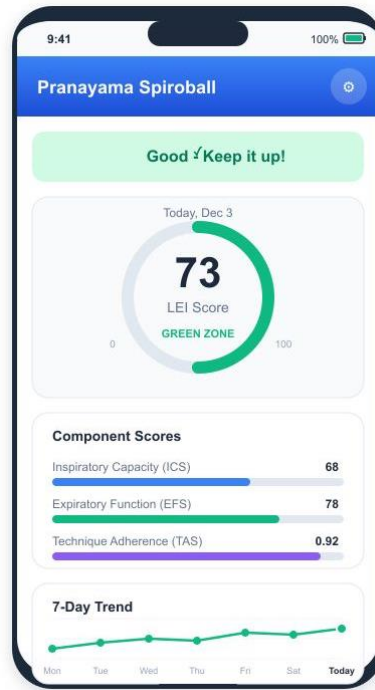 9:41 100%
Pranayama Spiroball
Good ✓Keep it up!
Today, Dec 3
73
LEI Score
GREEN ZONE
0 100
Component Scores
Inspiratory Capacity (ICS) 68
Expiratory Function (EFS) 78
Technique Adherence (TAS) 0.92
7-Day Trend
Mon Tue Wed Thu Fri Sat Today